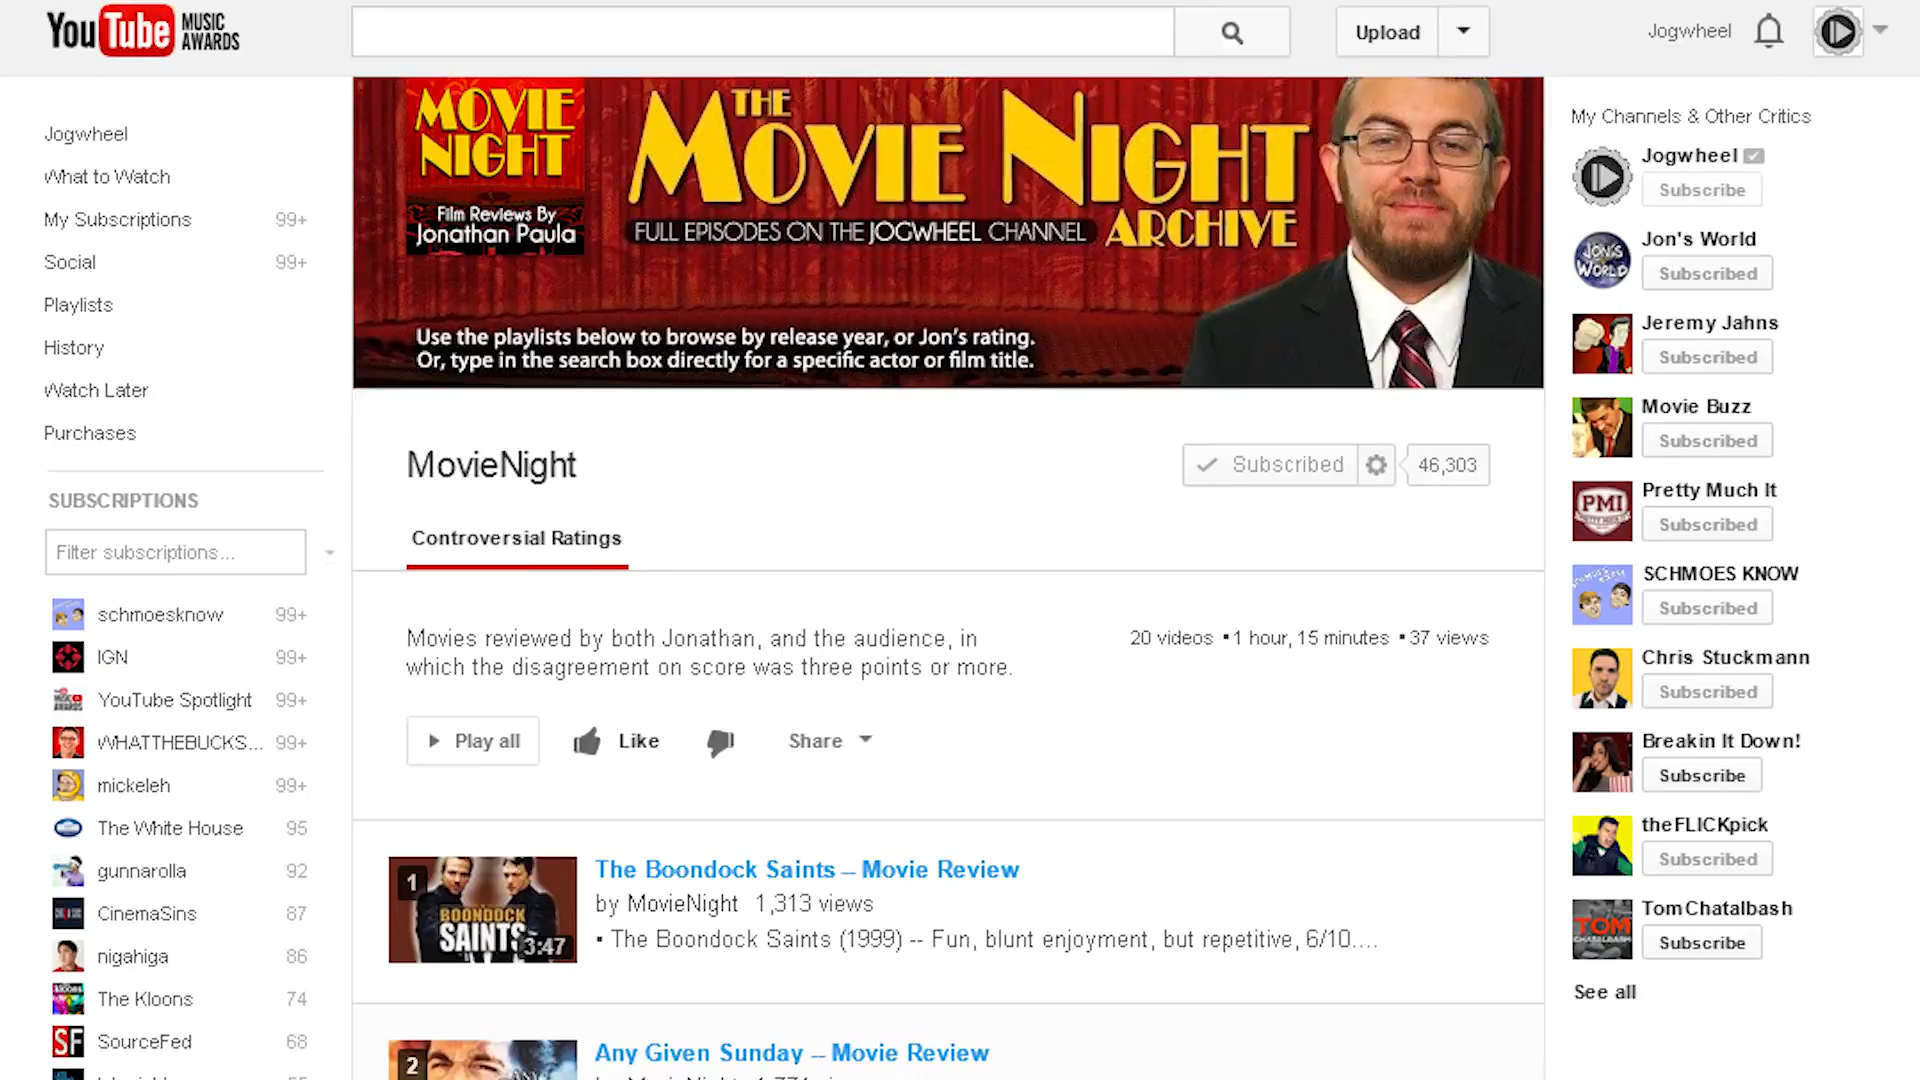 YouTube MUSIC AWARDS
Upload
Jogwheel
Jogwheel
What to Watch
My Subscriptions 99+
Social 99+
Playlists
History
Watch Later
Purchases
SUBSCRIPTIONS
Filter subscriptions...
schmoesknow 99+
IGN 99+
YouTube Spotlight 99+
WHATTHEBUCKS... 99+
mickeleh 99+
The White House 95
gunnarolla 92
CinemaSins 87
nigahiga 86
The Kloons 74
SourceFed 68
MOVIE NIGHT
Film Reviews By
Jonathan Paula
THE
MOVIE NIGHT
FULL EPISODES ON THE JOGWHEEL CHANNEL ARCHIVE
Use the playlists below to browse by release year, or Jon's rating.
Or, type in the search box directly for a specific actor or film title.
MovieNight
Subscribed 46,303
Controversial Ratings
Movies reviewed by both Jonathan, and the audience, in
which the disagreement on score was three points or more.
20 videos ▪ 1 hour, 15 minutes ▪ 37 views
Play all Like Share
1
BOONDOCK
SAINTS
3:47
The Boondock Saints -- Movie Review
by MovieNight 1,313 views
▪ The Boondock Saints (1999) -- Fun, blunt enjoyment, but repetitive, 6/10....
2
Any Given Sunday -- Movie Review
My Channels & Other Critics
Jogwheel
Subscribe
JON'S
WORLD
Jon's World
Subscribed
Jeremy Jahns
Subscribed
Movie Buzz
Subscribed
PMI
Pretty Much It
Subscribed
SCHMOES KNOW
Subscribed
Chris Stuckmann
Subscribed
Breakin It Down!
Subscribe
theFLICKpick
Subscribed
TOM
CHATALBASH
TomChatalbash
Subscribe
See all